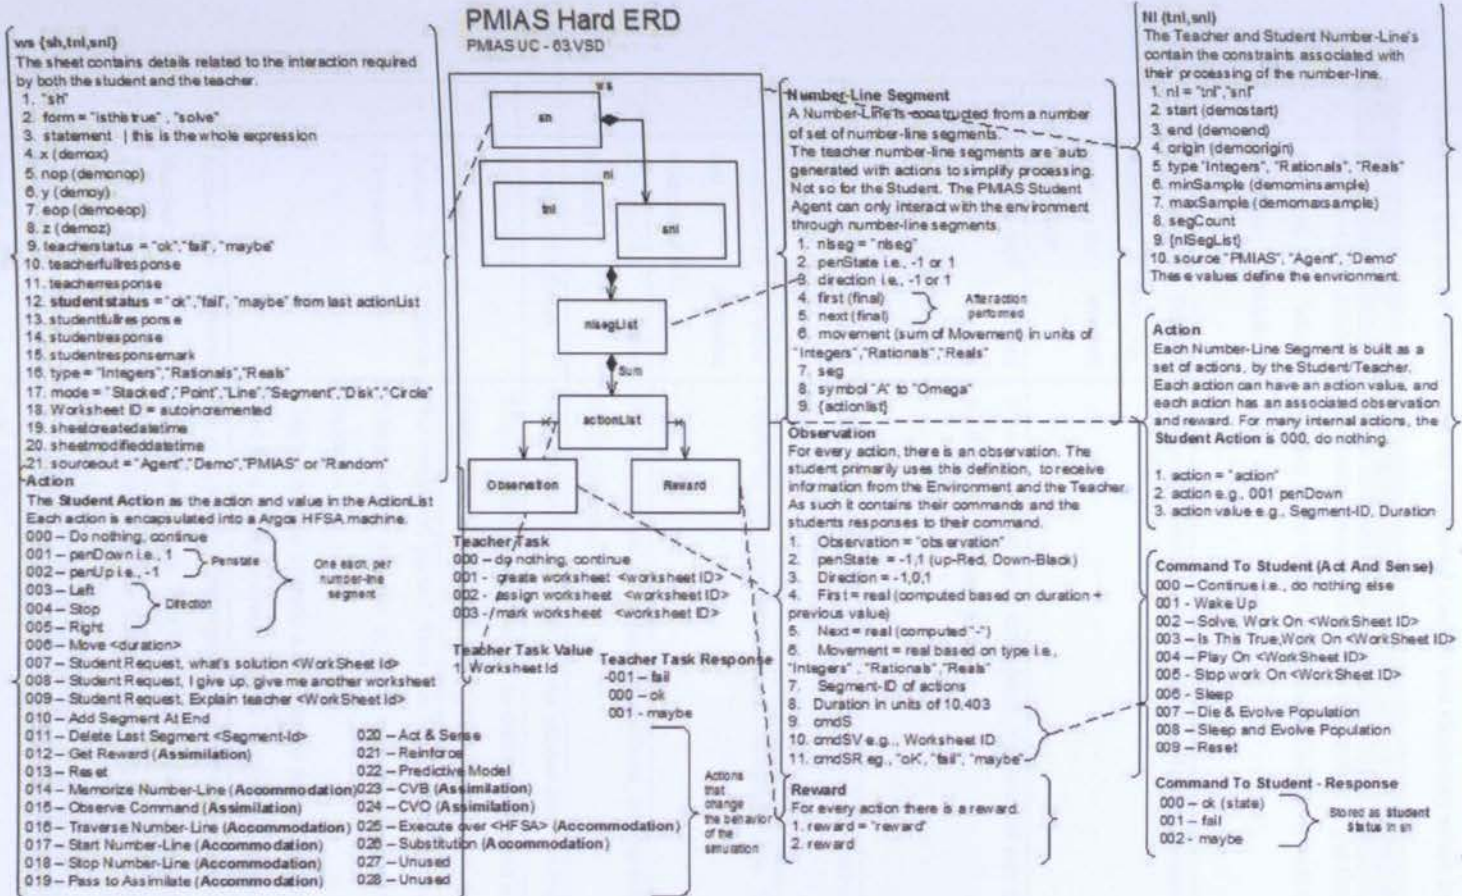 PMIAS Hard ERD
PMIAS UC - 63.VSD
ws {sh,tnl,snl}
The sheet contains details related to the interaction required
by both the student and the teacher.
1. "sh"
2. form = "isthistrue" , "solve"
3. statement | this is the whole expression
4. x (demox)
5. nop (demonop)
6. y (demoy)
7. eop (demoeop)
8. z (demoz)
9. teacherstatus = "ok","fail", "maybe"
10. teacherfullresponse
11. teacherresponse
12. studentstatus = "ok","fail", "maybe" from last actionList
13. studentfullresponse
14. studentresponse
15. studentresponsemark
16. type = "Integers","Rationals","Reals"
17. mode = "Stacked","Point","Line","Segment","Disk","Circle"
18. Worksheet ID = autoincremented
19. sheetcreateddatetime
20. sheetmodifieddatetime
21. sourceout = "Agent","Demo","PMIAS" or "Random"
Action
The Student Action as the action and value in the ActionList
Each action is encapsulated into a Argos HFSA machine.
000 – Do nothing, continue
001 – penDown i.e., 1
002 – penUp i.e., -1
Penstate
003 – Left
004 – Stop
005 – Right
Direction
One each, per
number-line
segment
006 – Move <duration>
007 – Student Request, what's solution <WorkSheet Id>
008 – Student Request, I give up, give me another worksheet
009 – Student Request, Explain teacher <WorkSheet Id>
010 – Add Segment At End
011 – Delete Last Segment <Segment-Id>
012 – Get Reward (Assimilation)
013 – Reset
014 – Memorize Number-Line (Accommodation)
015 – Observe Command (Assimilation)
016 – Traverse Number-Line (Accommodation)
017 – Start Number-Line (Accommodation)
018 – Stop Number-Line (Accommodation)
019 – Pass to Assimilate (Accommodation)
020 – Act & Sense
021 – Reinforce
022 – Predictive Model
023 – CVB (Assimilation)
024 – CVO (Assimilation)
025 – Execute over <HFSA> (Accommodation)
026 – Substitution (Accommodation)
027 – Unused
028 – Unused
Actions
that
change
the behavior
of the
simulation
ws
sh
nl
tnl
snl
nlsegList
Sum
actionList
Observation
Reward
Teacher Task
000 – do nothing, continue
001 - create worksheet <worksheet ID>
002 - assign worksheet <worksheet ID>
003 - mark worksheet <worksheet ID>
Teacher Task Value
1. Worksheet Id
Teacher Task Response
-001 – fail
000 – ok
001 - maybe
Number-Line Segment
A Number-Line is constructed from a number
of set of number-line segments.
The teacher number-line segments are auto
generated with actions to simplify processing.
Not so for the Student. The PMIAS Student
Agent can only interact with the environment
through number-line segments.
1. nlseg = "nlseg"
2. penState i.e., -1 or 1
3. direction i.e., -1 or 1
4. first (final)
5. next (final)
After action
performed
6. movement (sum of Movement) in units of
"Integers","Rationals","Reals"
7. seg
8. symbol "A" to "Omega"
9. {actionlist}
Observation
For every action, there is an observation. The
student primarily uses this definition, to receive
information from the Environment and the Teacher.
As such it contains their commands and the
students responses to their command.
1. Observation = "observation"
2. penState = -1,1 (up-Red, Down-Black)
3. Direction = -1,0,1
4. First = real (computed based on duration +
previous value)
5. Next = real (computed "-")
6. Movement = real based on type i.e.,
"Integers" , "Rationals","Reals"
7. Segment-ID of actions
8. Duration in units of 10,403
9. cmdS
10. cmdSV e.g., Worksheet ID
11. cmdSR eg., "oK", "fail", "maybe"
Reward
For every action there is a reward.
1. reward = "reward"
2. reward
Nl {tnl,snl}
The Teacher and Student Number-Line's
contain the constraints associated with
their processing of the number-line.
1. nl = "tnl","snl"
2. start (demostart)
3. end (demoend)
4. origin (demoorigin)
5. type "Integers", "Rationals", "Reals"
6. minSample (demominsample)
7. maxSample (demomaxsample)
8. segCount
9. {nlSegList}
10. source "PMIAS", "Agent", "Demo"
These values define the envrionment.
Action
Each Number-Line Segment is built as a
set of actions, by the Student/Teacher.
Each action can have an action value, and
each action has an associated observation
and reward. For many internal actions, the
Student Action is 000, do nothing.
1. action = "action"
2. action e.g., 001 penDown
3. action value e.g., Segment-ID, Duration
Command To Student (Act And Sense)
000 – Continue i.e., do nothing else
001 - Wake Up
002 – Solve, Work On <WorkSheet ID>
003 – Is This True,Work On <WorkSheet ID>
004 – Play On <WorkSheet ID>
005 - Stop work On <WorkSheet ID>
006 - Sleep
007 – Die & Evolve Population
008 – Sleep and Evolve Population
009 – Reset
Command To Student - Response
000 – ok (state)
001 – fail
002 - maybe
Stored as Student
Status in sh